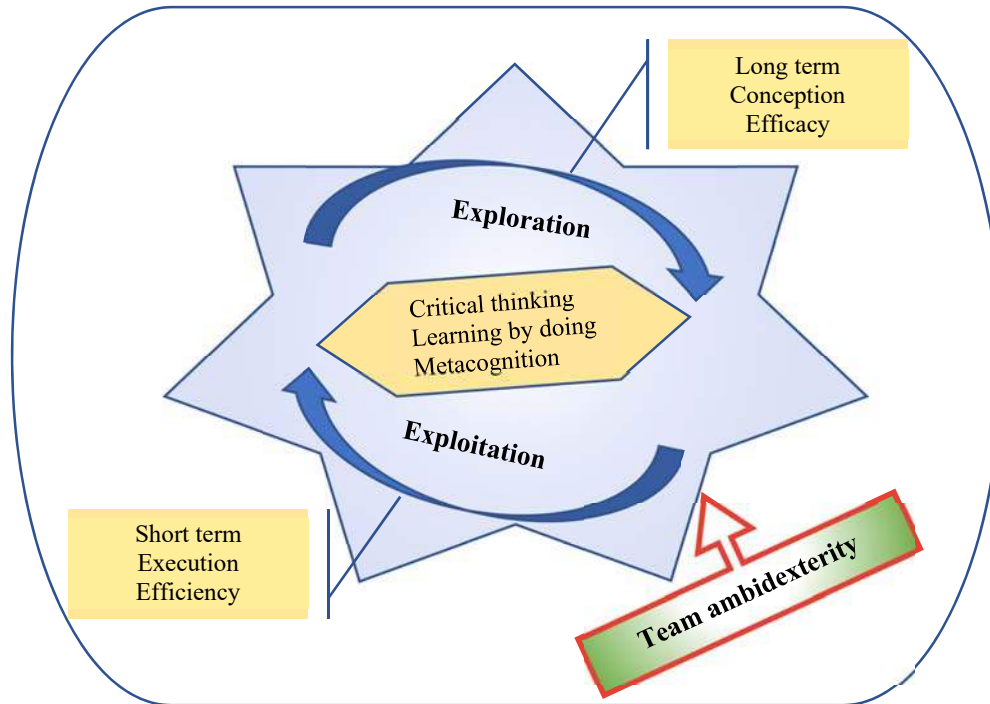 Long term
Conception
Efficacy
Exploration
Critical thinking
Learning by doing
Metacognition
Exploitation
Short term
Execution
Efficiency
Team ambidexterity